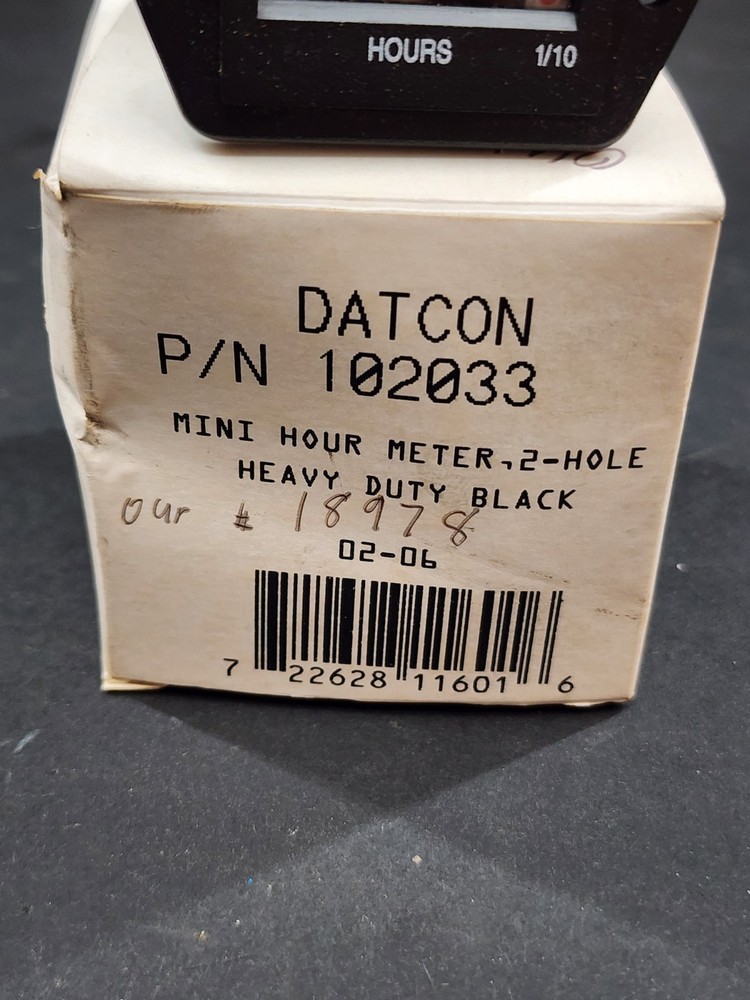 HOURS 1/10
DATCON
P/N 102033
MINI HOUR METER,2-HOLE
HEAVY DUTY BLACK
our # 18978
02-06
7 22628 11601 6